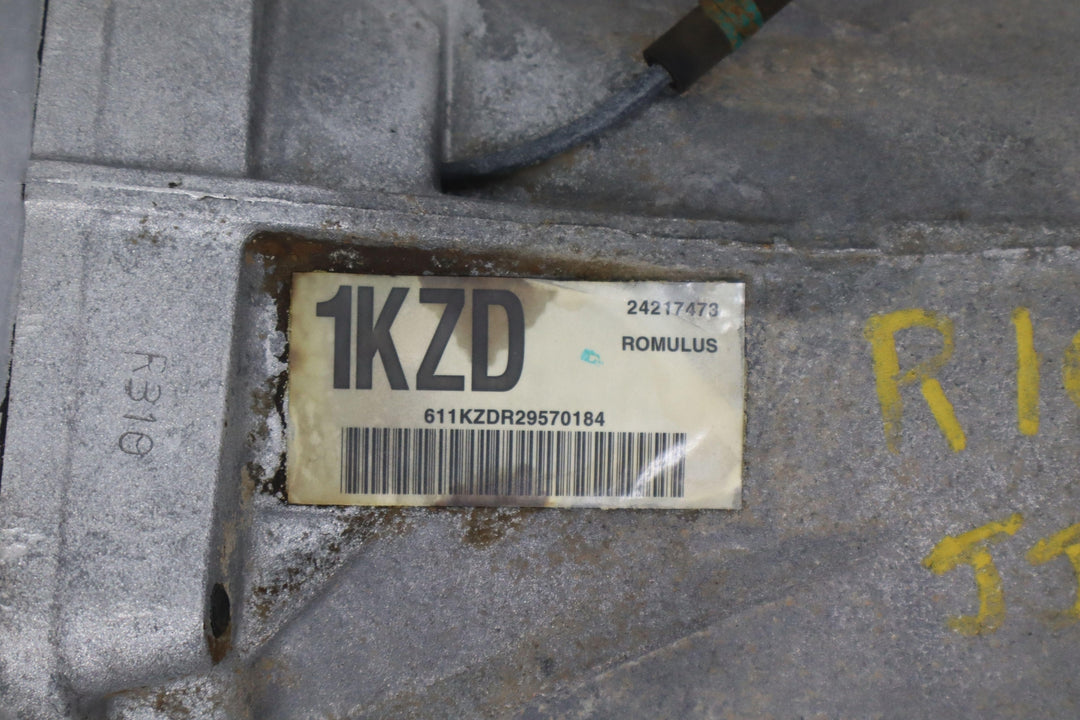 1KZD
24217473
ROMULUS
611KZDR29570184
R310